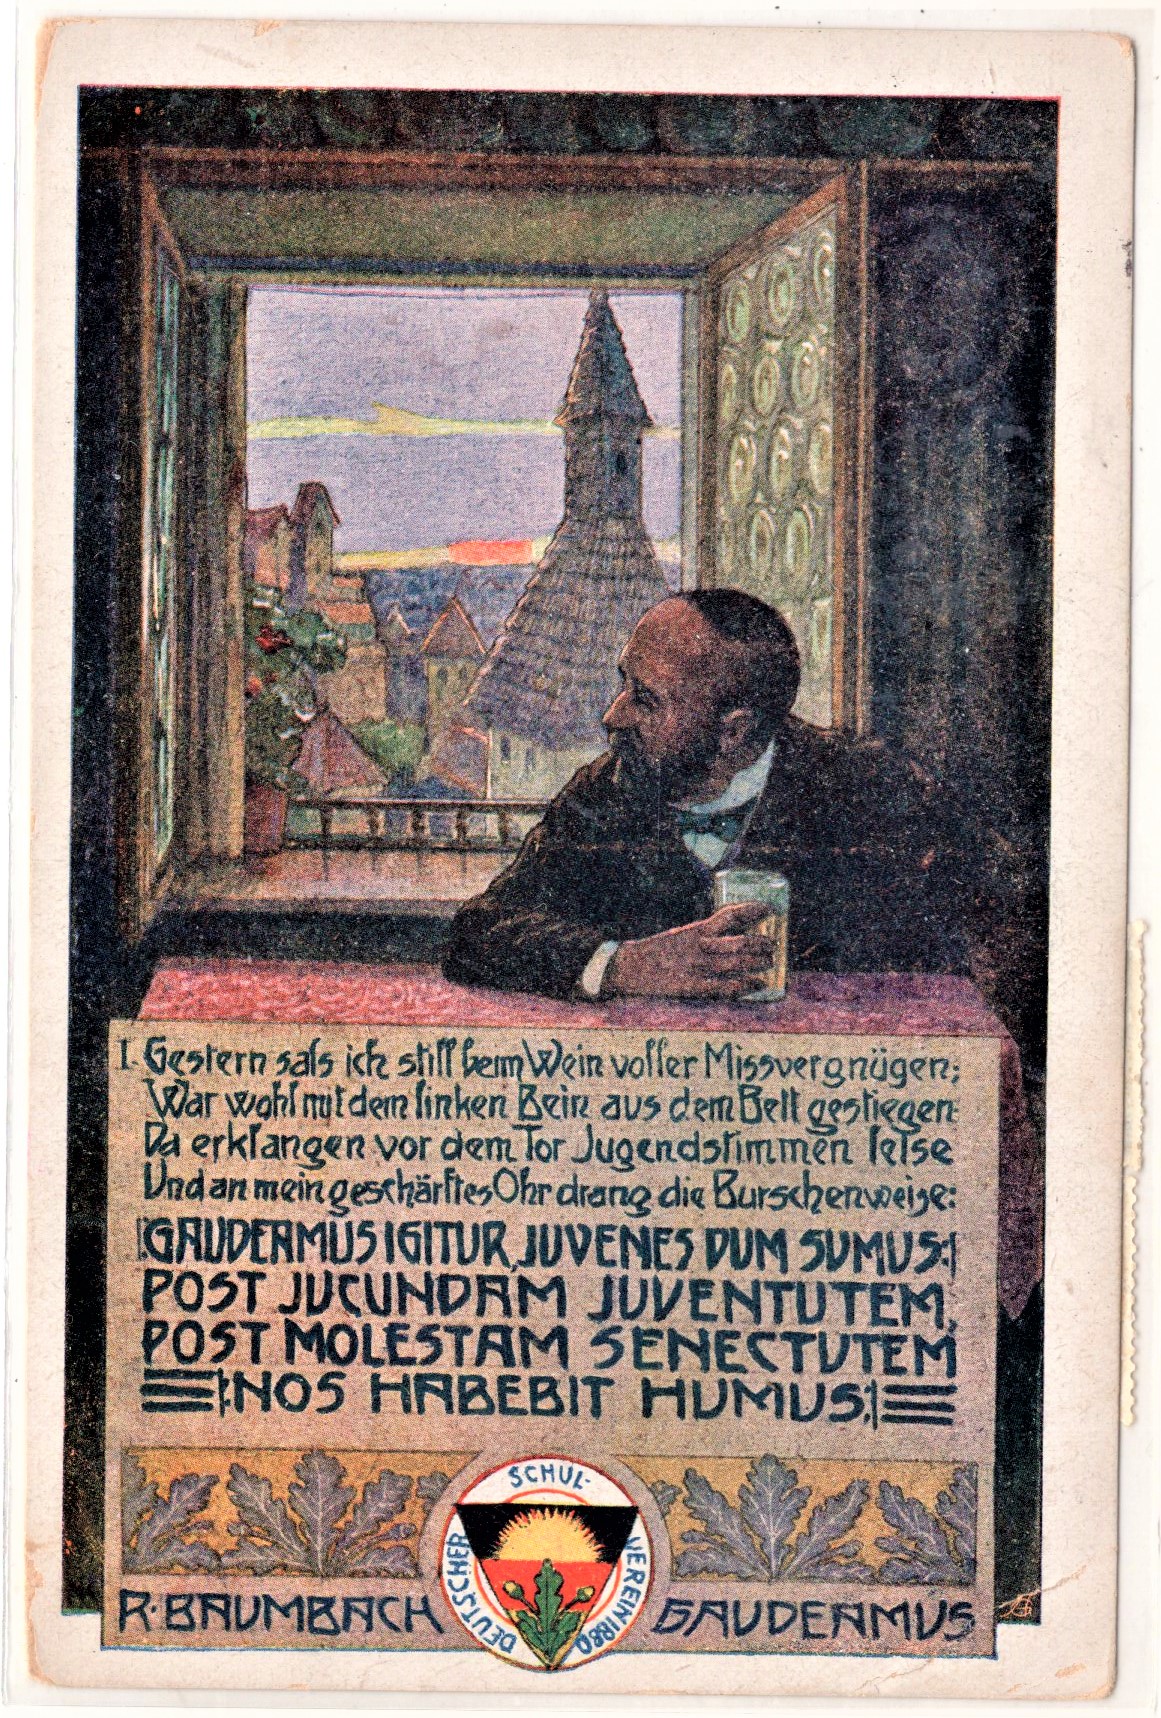 1. Gestern sass ich still beim Wein voller Missvergnügen;
War wohl mit dem linken Bein aus dem Bett gestiegen.
Da erklangen vor dem Tor Jugendstimmen leise
Und an mein geschärftes Ohr drang die Burschenweise:
|:GAUDEAMUS IGITUR, JUVENES DUM SUMUS:|
POST JUCUNDAM JUVENTUTEM,
POST MOLESTAM SENECTUTEM
|:NOS HABEBIT HUMUS:|
DEUTSCHER SCHUL-VEREIN 1880
R·BAUMBACH GAUDEAMUS